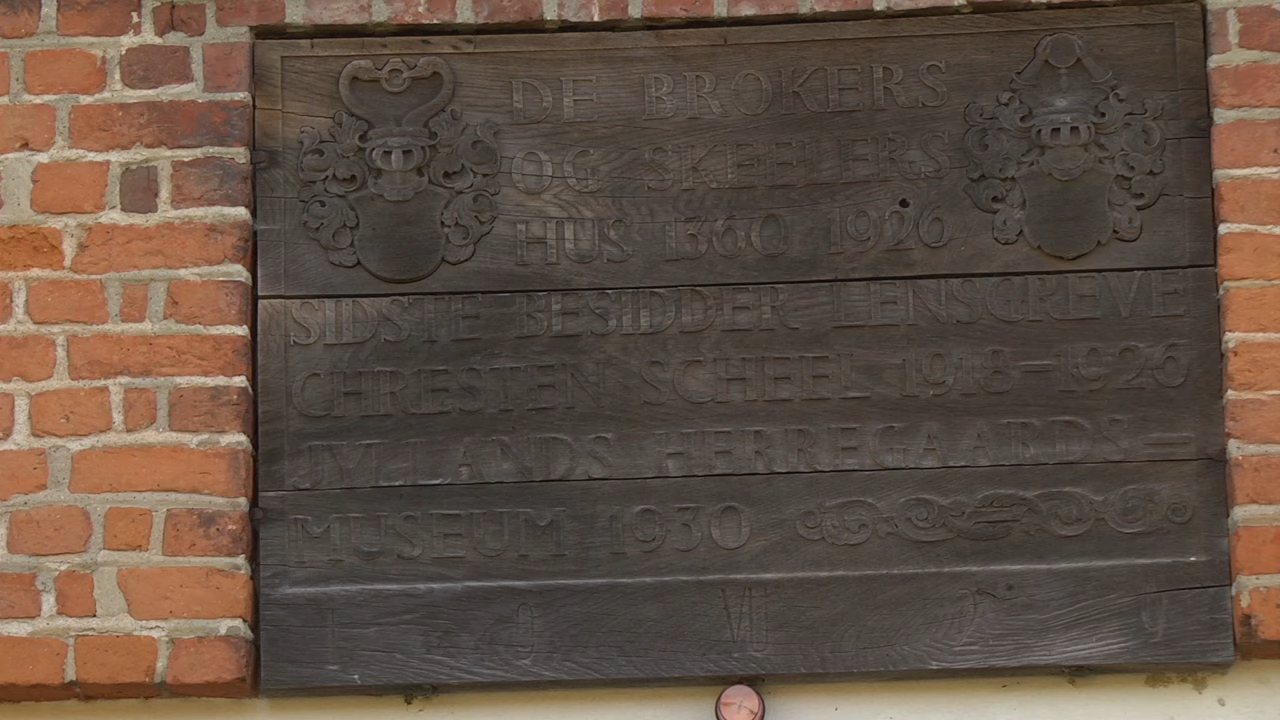 DE BROKERS
OG SKEELERS
HUS 1360 1926
SIDSTE BESIDDER LENSGREVE
CHRESTEN SCHEEL 1918-1926
JYLLANDS HERREGAARDS-
MUSEUM 1930